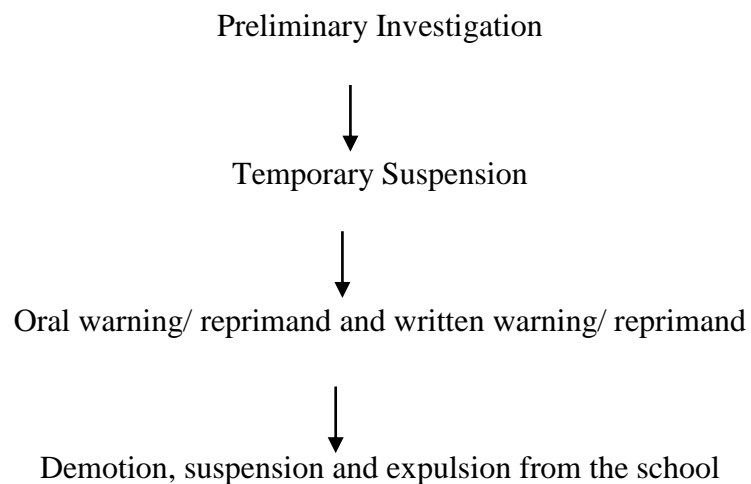 Preliminary Investigation
Temporary Suspension
Oral warning/ reprimand and written warning/ reprimand
Demotion, suspension and expulsion from the school